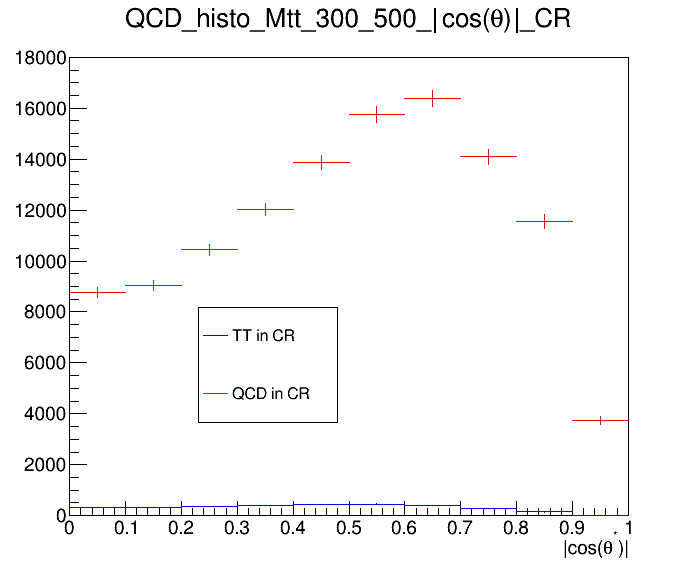 QCD_histo_Mtt_300_500_|cos(θ)|_CR
18000
16000
14000
12000
10000
8000
6000
4000
2000
0
TT in CR
QCD in CR
0 0.1 0.2 0.3 0.4 0.5 0.6 0.7 0.8 0.9 1
|cos(θ*)|